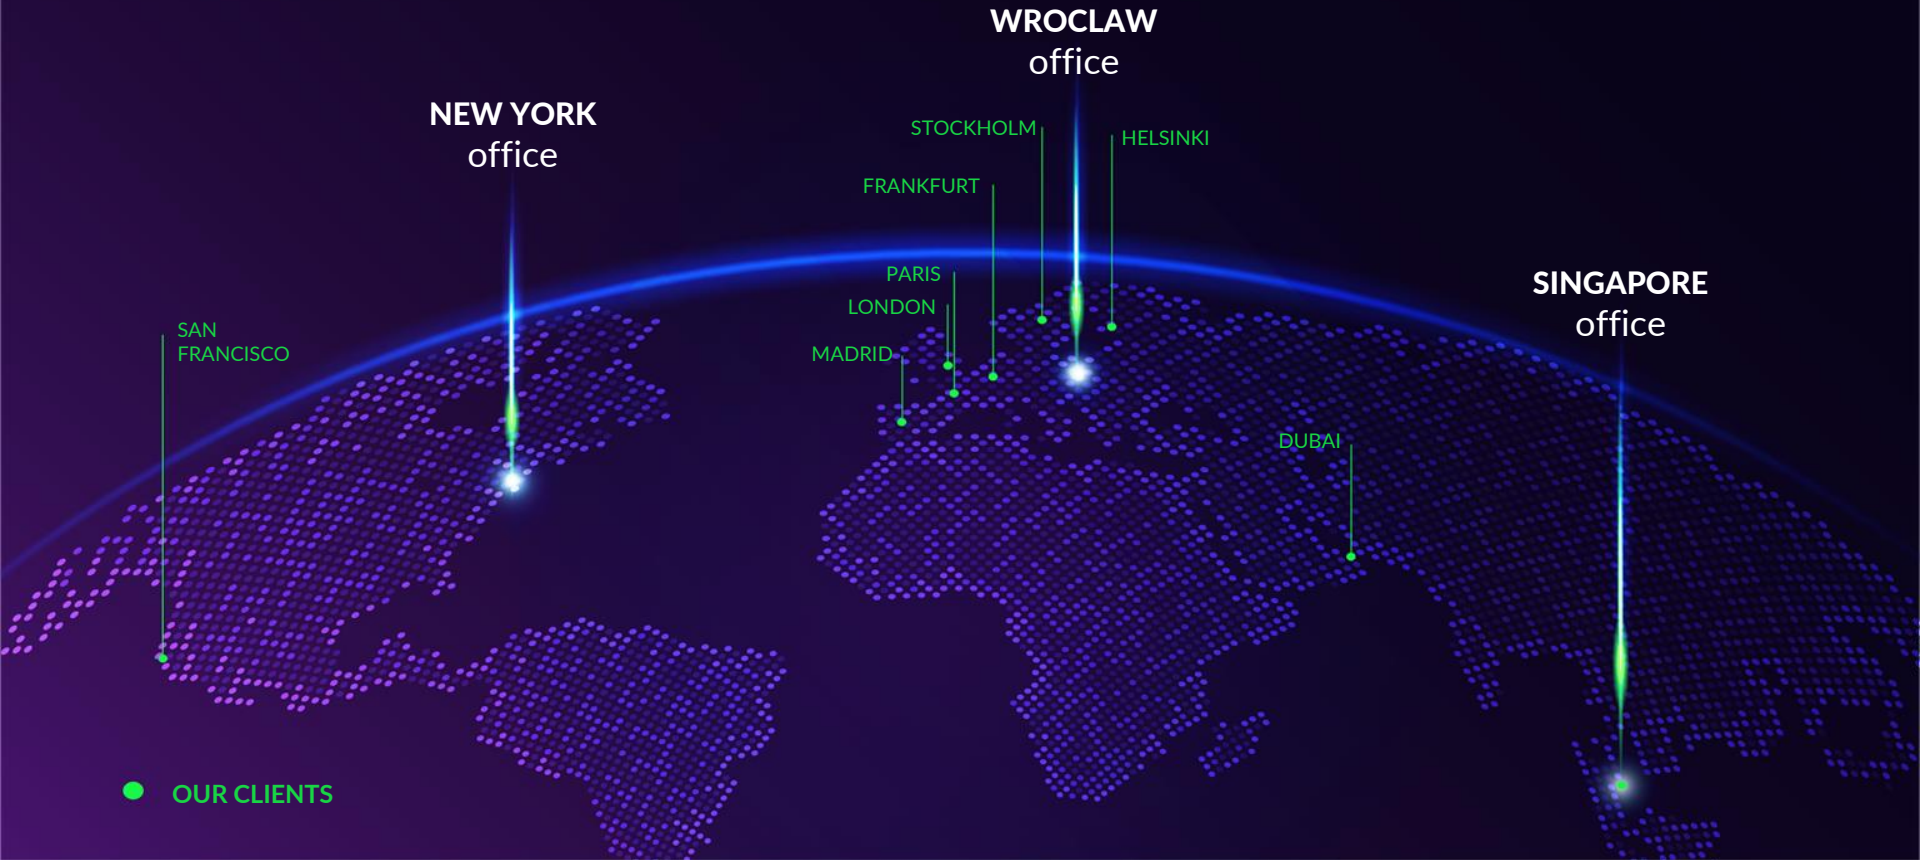 WROCLAW
office
NEW YORK
office
STOCKHOLM
HELSINKI
FRANKFURT
PARIS
LONDON
MADRID
SAN
FRANCISCO
SINGAPORE
office
DUBAI
OUR CLIENTS